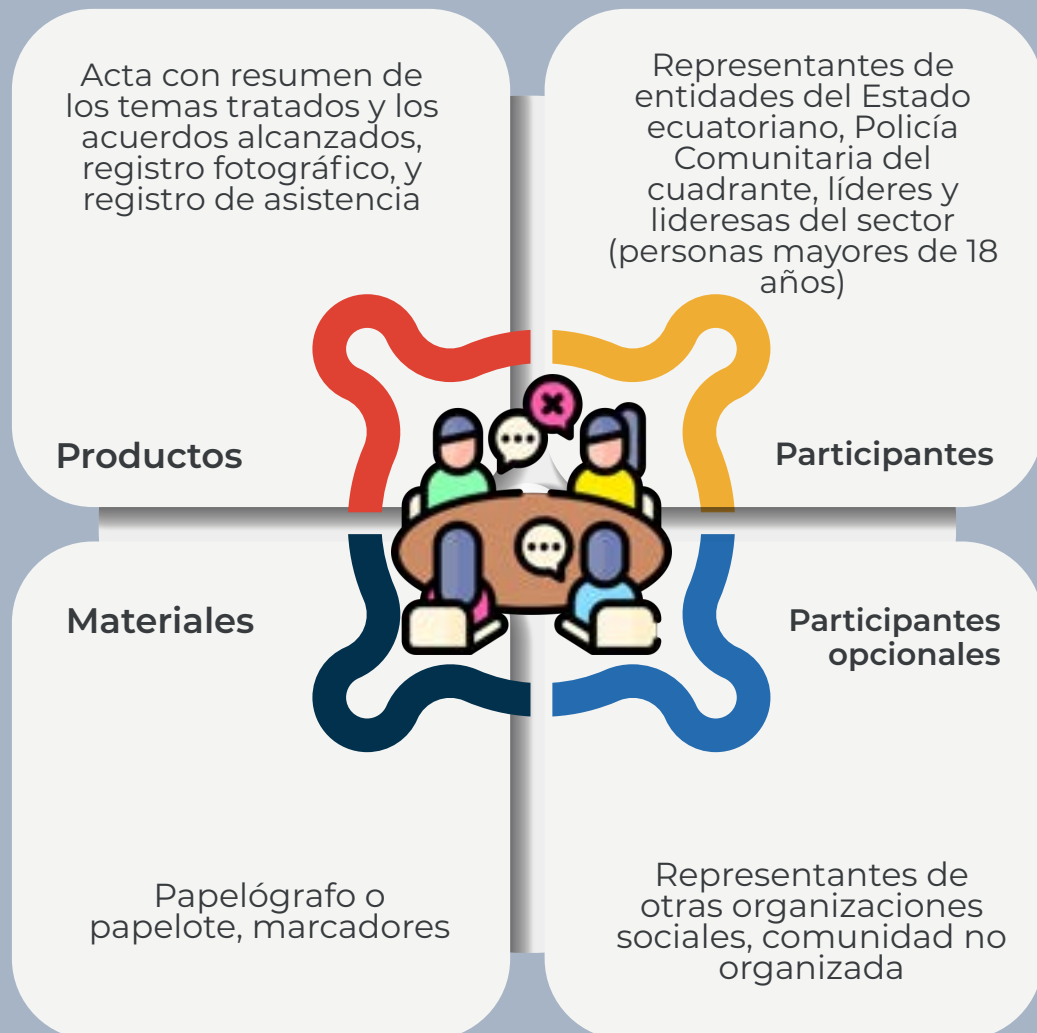 Acta con resumen de
los temas tratados y los
acuerdos alcanzados,
registro fotográfico, y
registro de asistencia
Productos
Representantes de
entidades del Estado
ecuatoriano, Policía
Comunitaria del
cuadrante, líderes y
lideresas del sector
(personas mayores de 18
años)
Participantes
Materiales
Papelógrafo o
papelote, marcadores
Participantes
opcionales
Representantes de
otras organizaciones
sociales, comunidad no
organizada